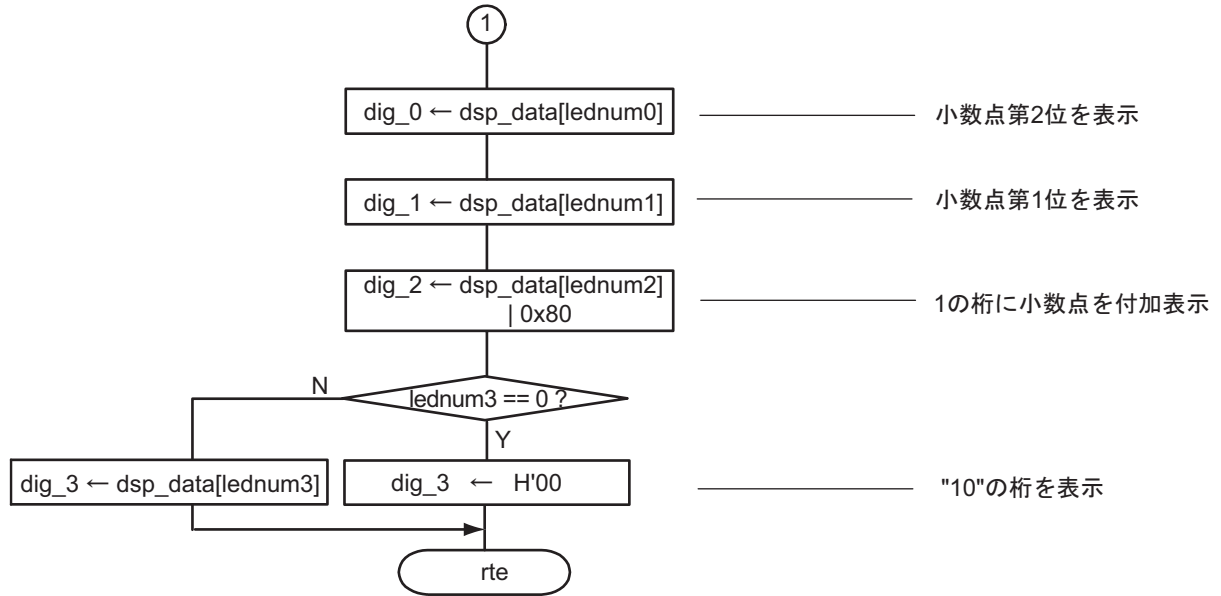 1
dig_0 ← dsp_data[lednum0]
小数点第2位を表示
dig_1 ← dsp_data[lednum1]
小数点第1位を表示
dig_2 ← dsp_data[lednum2]
| 0x80
1の桁に小数点を付加表示
N
lednum3 == 0 ?
Y
dig_3 ← dsp_data[lednum3]
dig_3 ← H'00
"10"の桁を表示
rte